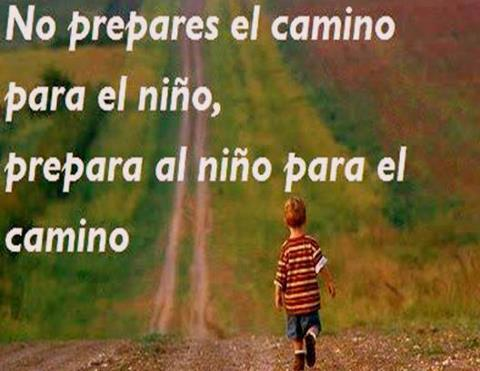 No prepares el camino
para el niño,
prepara al niño para el
camino